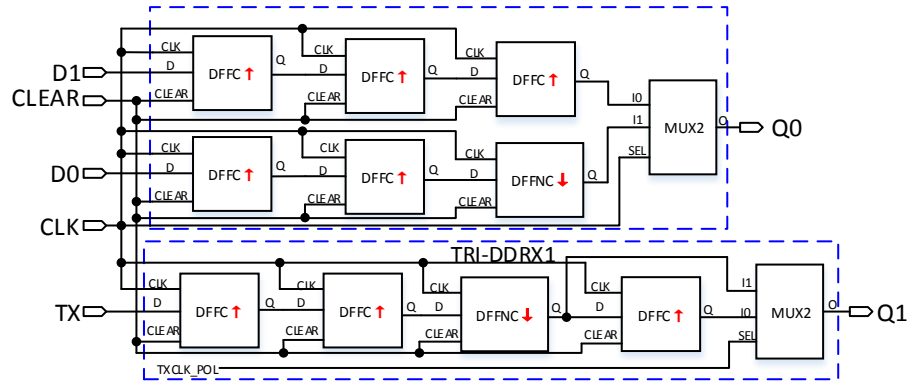 CLK CLK CLK
D1 D DFFC Q D DFFC Q D DFFC Q
CLEAR CLEAR CLEAR CLEAR I0
I1 MUX2 O Q0
CLK CLK CLK SEL
D0 D DFFC Q D DFFC Q D DFFNC Q
CLEAR CLEAR CLEAR
CLK
TRI-DDRX1
CLK CLK CLK CLK I1
TX D DFFC Q D DFFC Q D DFFNC Q D DFFC Q I0 MUX2 O Q1
CLEAR CLEAR CLEAR CLEAR SEL
TXCLK_POL